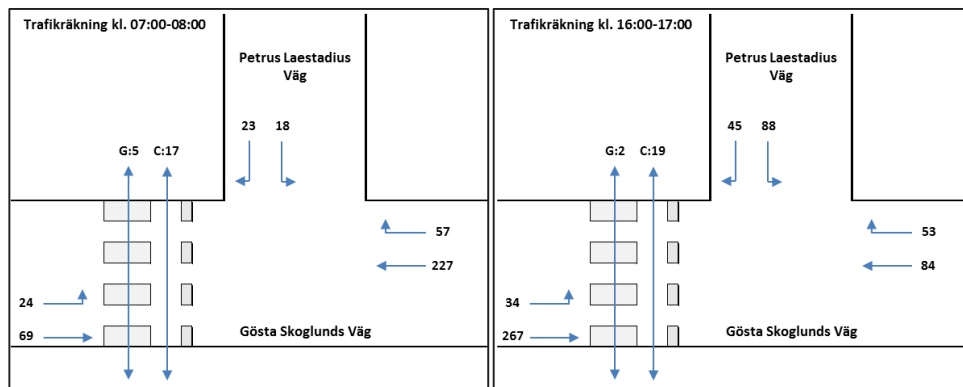 Trafikräkning kl. 07:00-08:00
Petrus Laestadius
Väg
23 18
G:5 C:17
57
227
24
69
Gösta Skoglunds Väg
Trafikräkning kl. 16:00-17:00
Petrus Laestadius
Väg
45 88
G:2 C:19
53
84
34
267
Gösta Skoglunds Väg